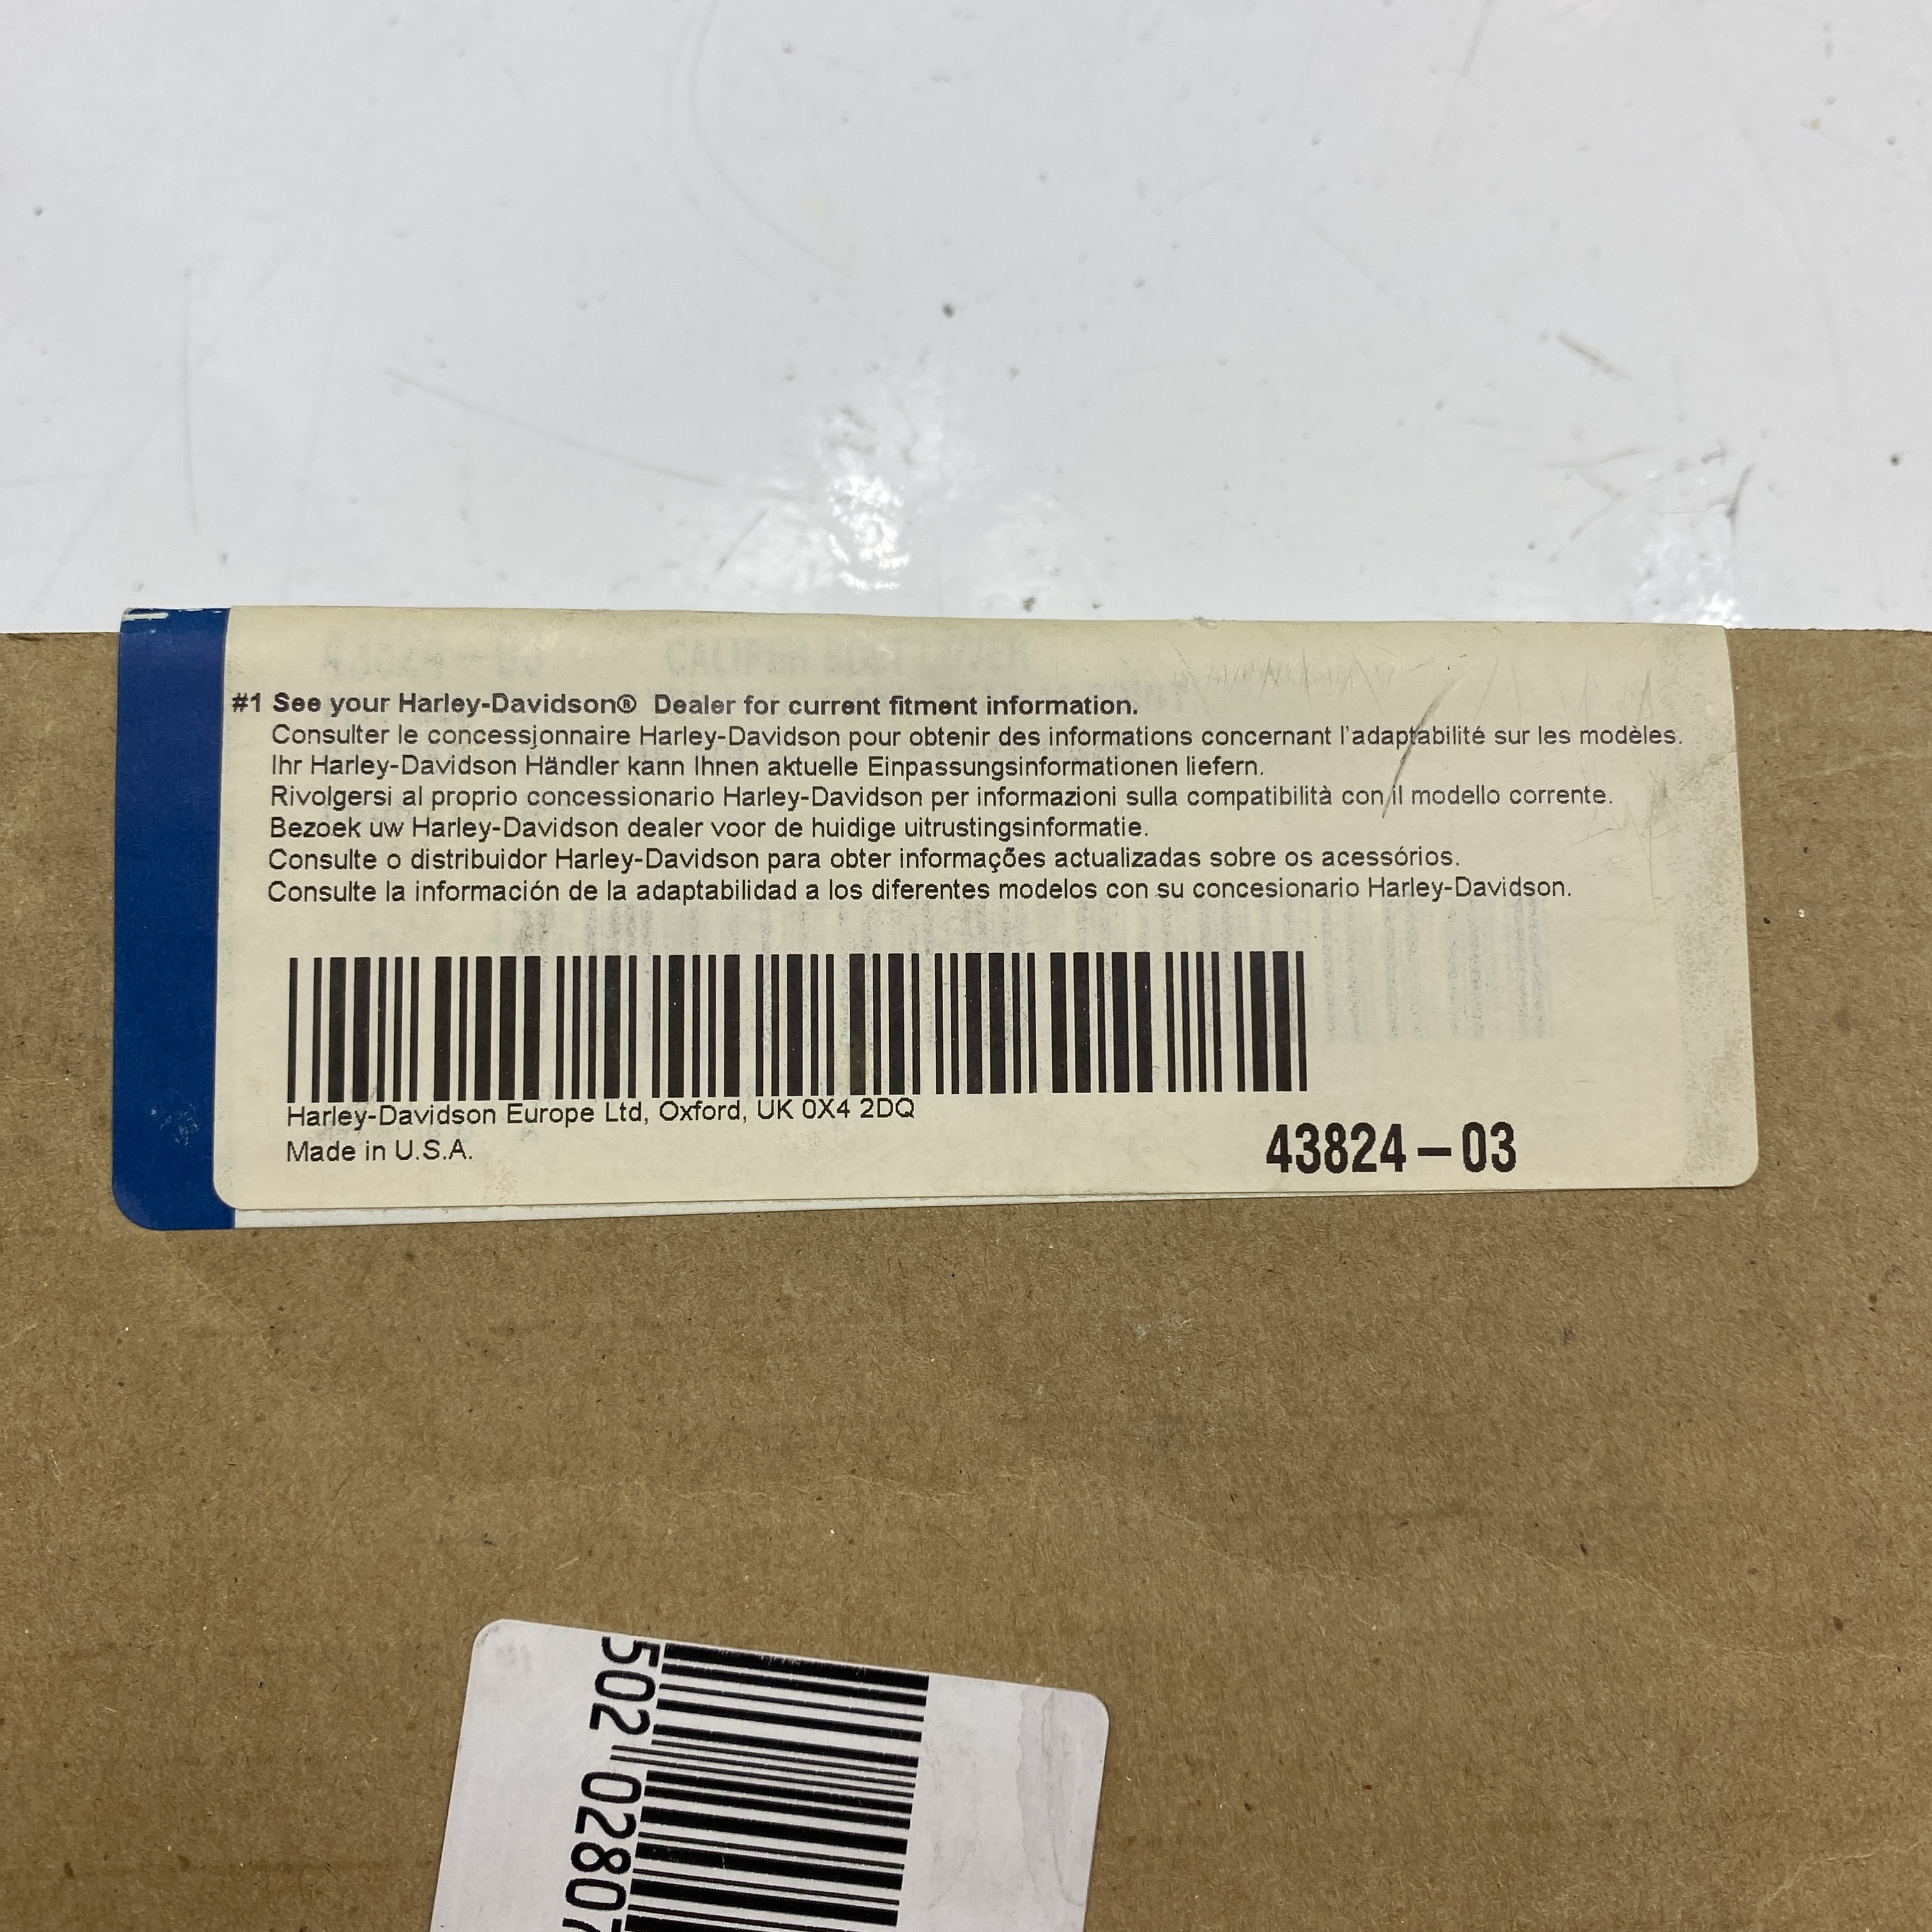 #1 See your Harley-Davidson® Dealer for current fitment information.
Consulter le concessionnaire Harley-Davidson pour obtenir des informations concernant l'adaptabilité sur les modèles.
Ihr Harley-Davidson Händler kann Ihnen aktuelle Einpassungsinformationen liefern.
Rivolgersi al proprio concessionario Harley-Davidson per informazioni sulla compatibilità con il modello corrente.
Bezoek uw Harley-Davidson dealer voor de huidige uitrustingsinformatie.
Consulte o distribuidor Harley-Davidson para obter informações actualizadas sobre os acessórios.
Consulte la información de la adaptabilidad a los diferentes modelos con su concesionario Harley-Davidson.
Harley-Davidson Europe Ltd, Oxford, UK 0X4 2DQ
Made in U.S.A.
43824-03
502 02807